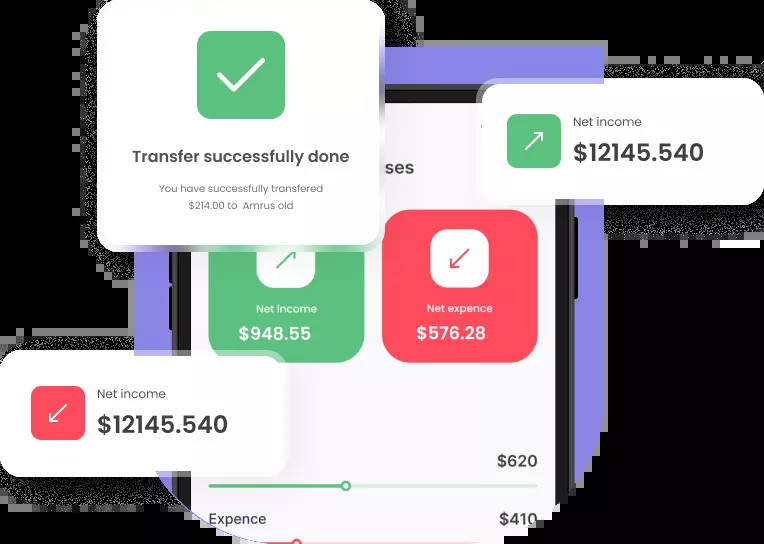 Transfer successfully done
You have successfully transfered
$214.00 to Amrus old
Net income
$12145.540
ses
Net income
$948.55
Net expence
$576.28
Net income
$12145.540
$620
Expence
$410